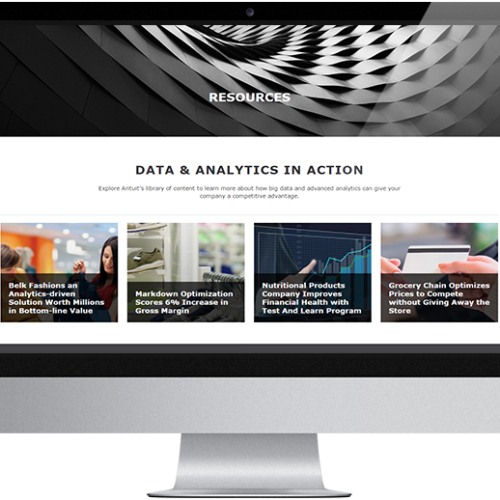 RESOURCES
DATA & ANALYTICS IN ACTION
Explore Antuit's library of content to learn more about how big data and advanced analytics can give your
company a competitive advantage.
Belk Fashions an
Analytics-driven
Solution Worth Millions
in Bottom-line Value
Markdown Optimization
Scores 6% Increase in
Gross Margin
Nutritional Products
Company Improves
Financial Health with
Test And Learn Program
Grocery Chain Optimizes
Prices to Compete
without Giving Away the
Store